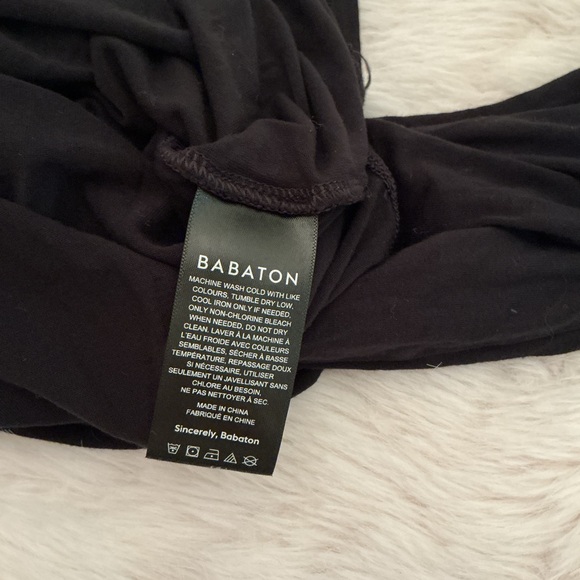 BABATON
MACHINE WASH COLD WITH LIKE
COLOURS, TUMBLE DRY LOW,
COOL IRON ONLY IF NEEDED,
ONLY NON-CHLORINE BLEACH
WHEN NEEDED, DO NOT DRY
CLEAN. LAVER À LA MACHINE À
L'EAU FROIDE AVEC COULEURS
SEMBLABLES, SÉCHER À BASSE
TEMPÉRATURE, REPASSAGE DOUX
SI NÉCESSAIRE, UTILISER
SEULEMENT UN JAVELLISANT SANS
CHLORE AU BESOIN,
NE PAS NETTOYER À SEC.
MADE IN CHINA
FABRIQUÉ EN CHINE
Sincerely, Babaton